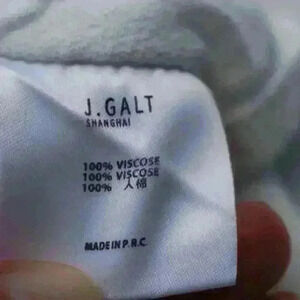 J.GALT
SHANGHAI
100% VISCOSE
100% VISCOSE
100% 人棉
MADE IN P.R.C.